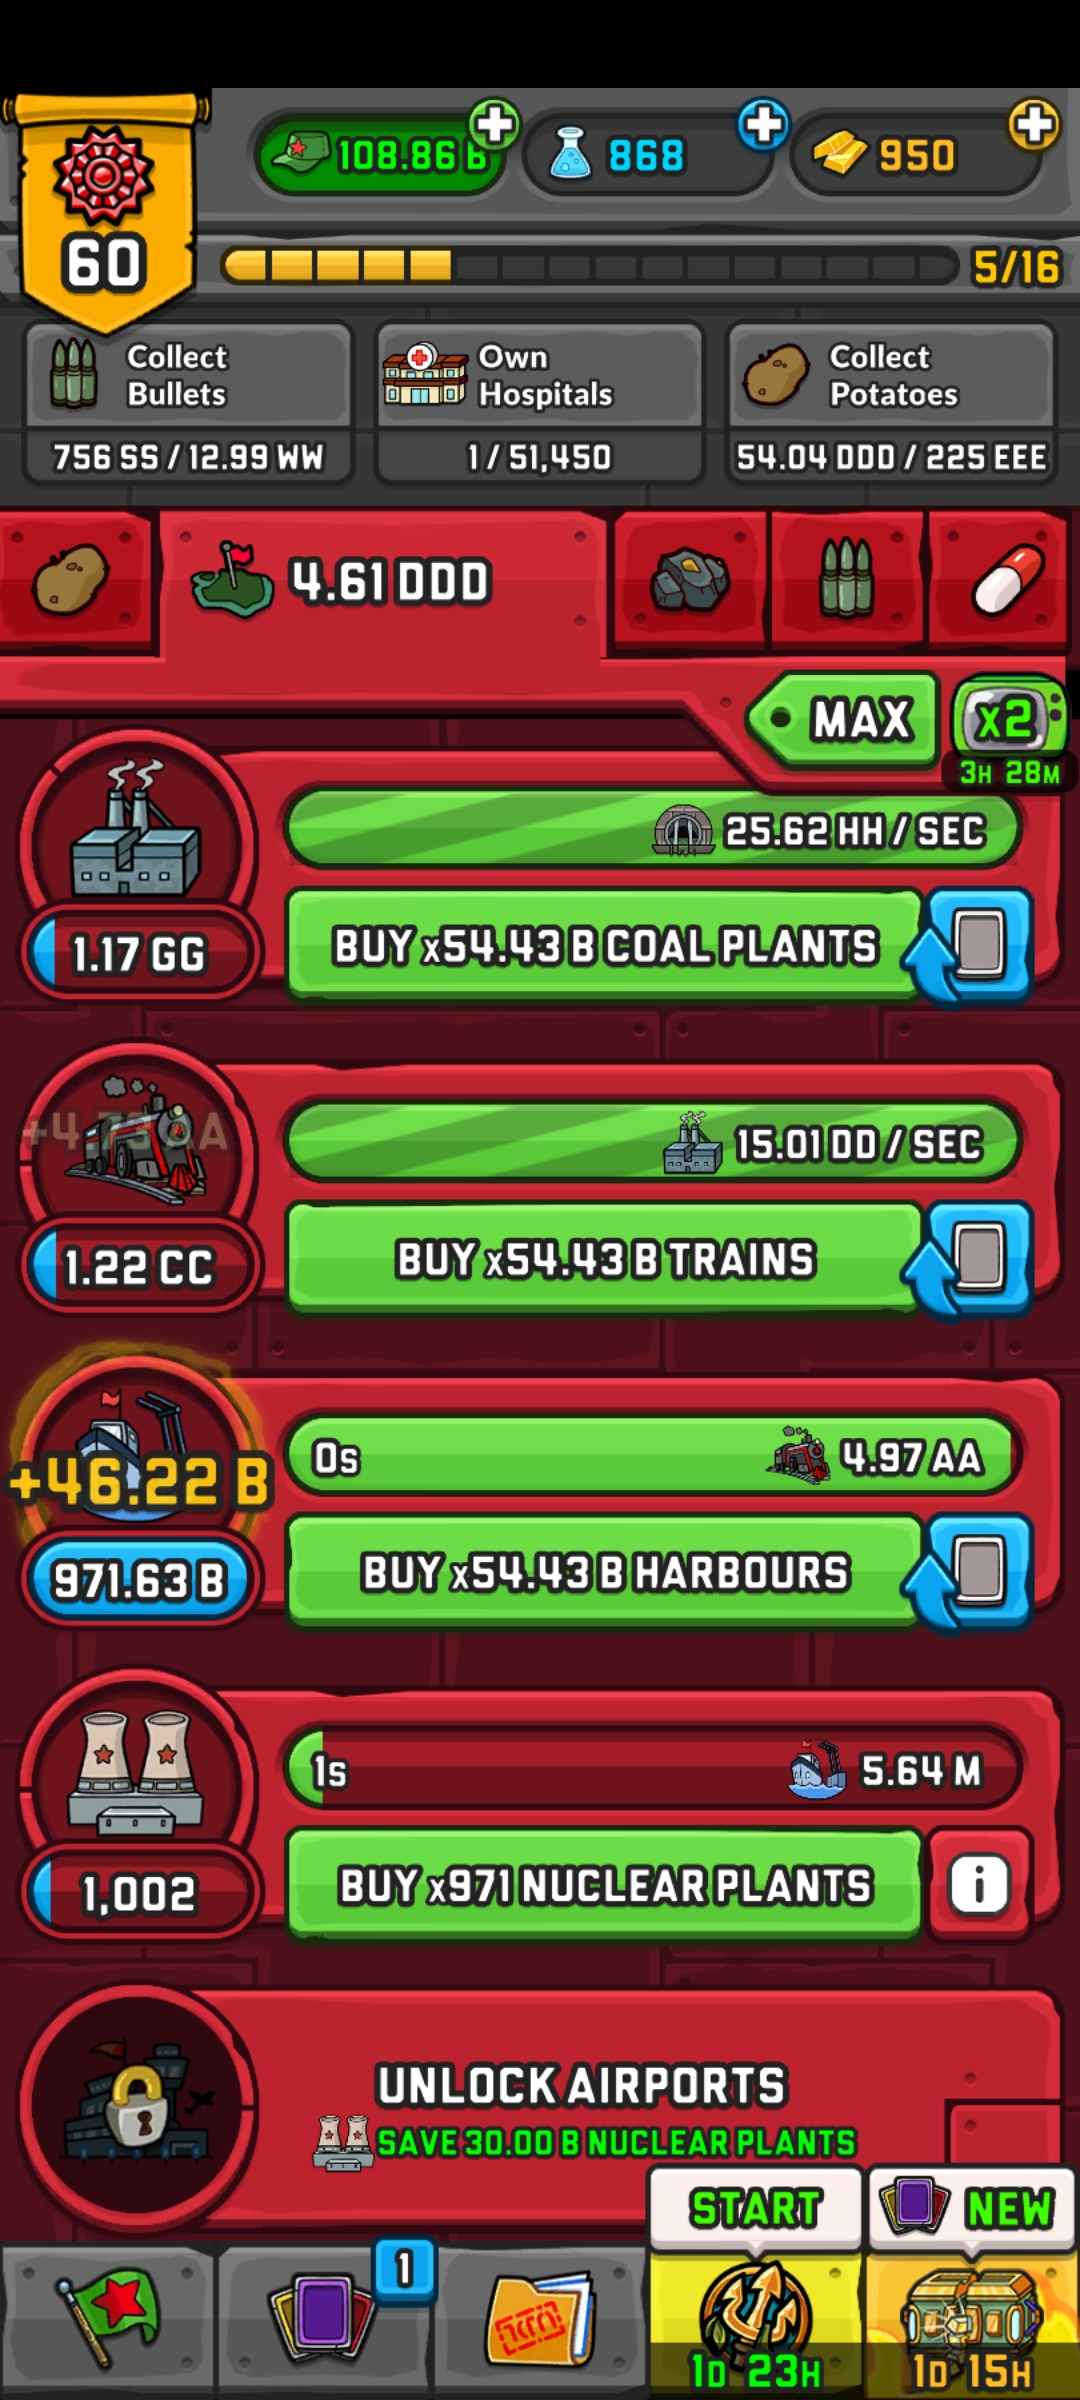 108.86 B
868
950
60
5/16
Collect
Bullets
756 SS / 12.99 WW
Own
Hospitals
1 / 51,450
Collect
Potatoes
54.04 DDD / 225 EEE
4.61 DDD
MAX
x2
3H 28M
25.62 HH / SEC
1.17 GG
BUY x54.43 B COAL PLANTS
+4.73 AA
15.01 DD / SEC
1.22 CC
BUY x54.43 B TRAINS
0s
4.97 AA
+46.22 B
971.63 B
BUY x54.43 B HARBOURS
1s
5.64 M
1,002
BUY x971 NUCLEAR PLANTS
i
UNLOCK AIRPORTS
SAVE 30.00 B NUCLEAR PLANTS
START
NEW
1
1D 23H
1D 15H